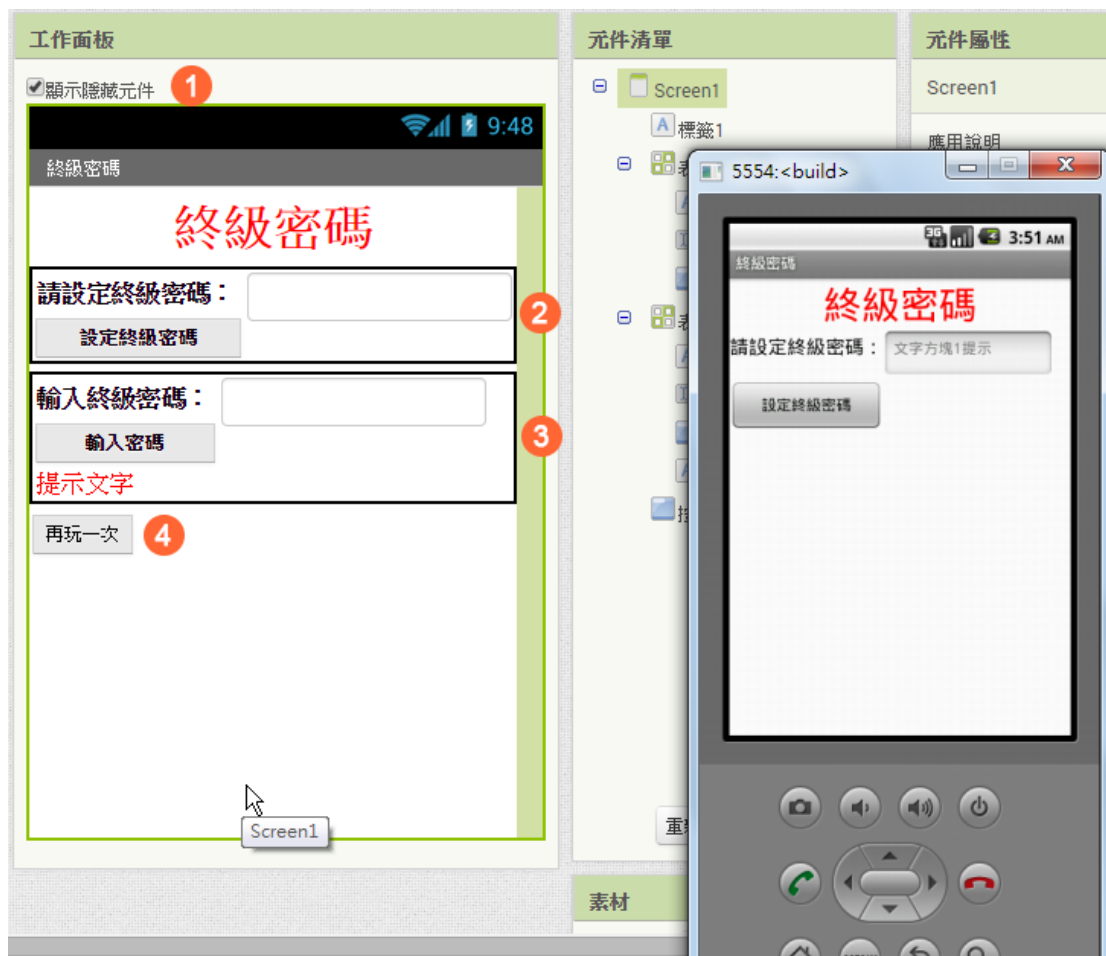 工作面板
顯示隱藏元件
1
9:48
終級密碼
終級密碼
請設定終級密碼：
設定終級密碼
2
輸入終級密碼：
輸入密碼
提示文字
3
再玩一次
4
Screen1
元件清單
Screen1
標籤1
素材
元件屬性
Screen1
應用說明
5554:<build>
3G
3:51 AM
終級密碼
終級密碼
請設定終級密碼：
文字方塊1提示
設定終級密碼